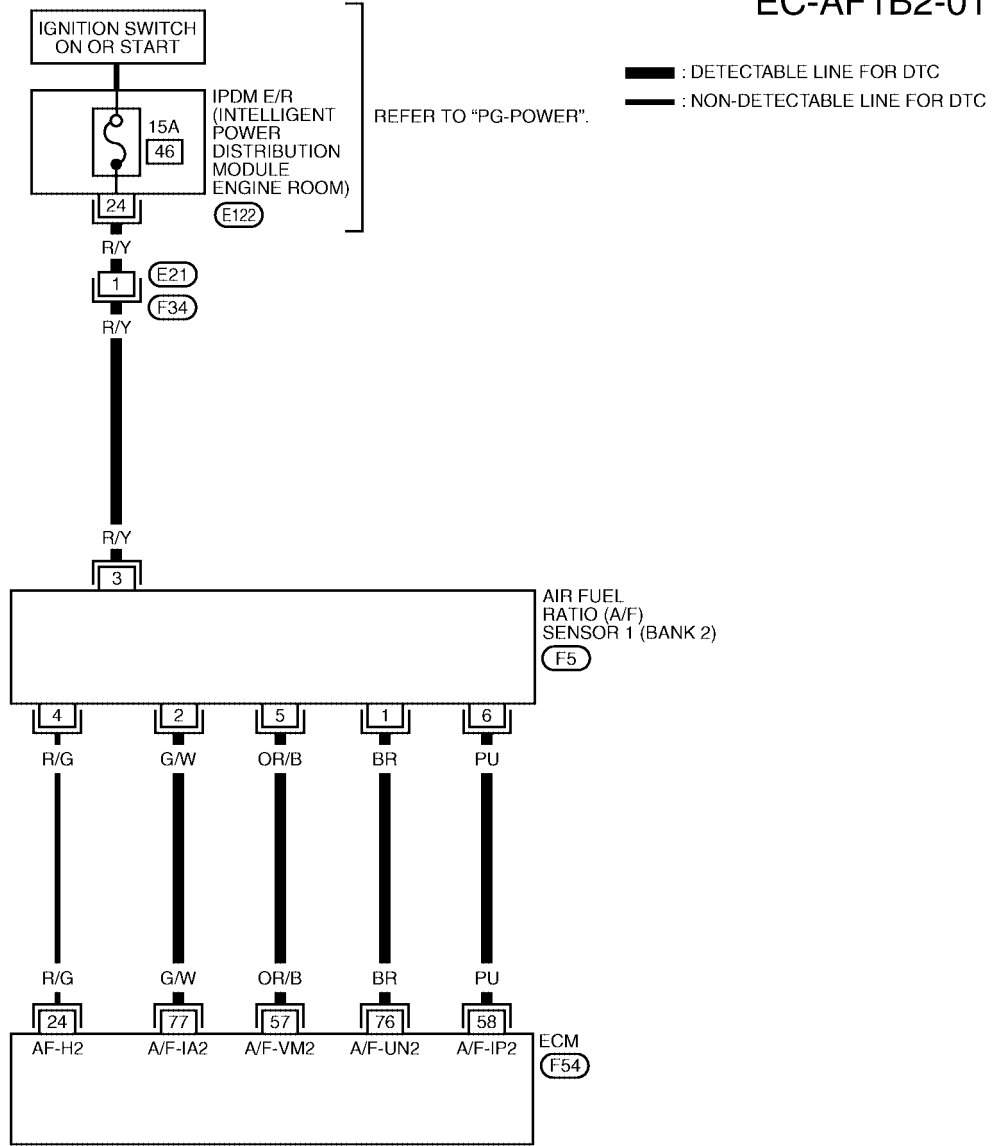 EC-AF1B2-01
IGNITION SWITCH
ON OR START
: DETECTABLE LINE FOR DTC
: NON-DETECTABLE LINE FOR DTC
15A
46
IPDM E/R
(INTELLIGENT
POWER
DISTRIBUTION
MODULE
ENGINE ROOM)
E122
REFER TO “PG-POWER”.
24
R/Y
1
E21
F34
R/Y
R/Y
3
AIR FUEL
RATIO (A/F)
SENSOR 1 (BANK 2)
F5
4 2 5 1 6
R/G G/W OR/B BR PU
R/G G/W OR/B BR PU
24 77 57 76 58
AF-H2 A/F-IA2 A/F-VM2 A/F-UN2 A/F-IP2
ECM
F54